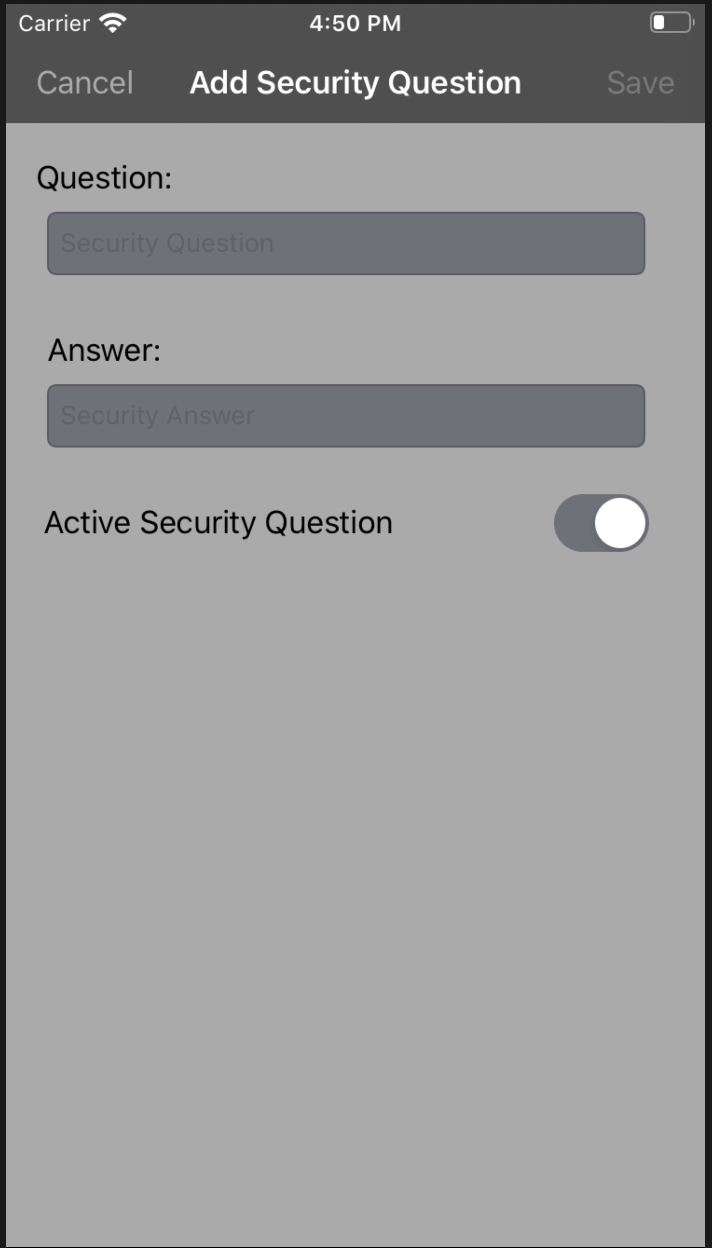 Carrier 4:50 PM
Cancel Add Security Question Save
Question:
Security Question
Answer:
Security Answer
Active Security Question